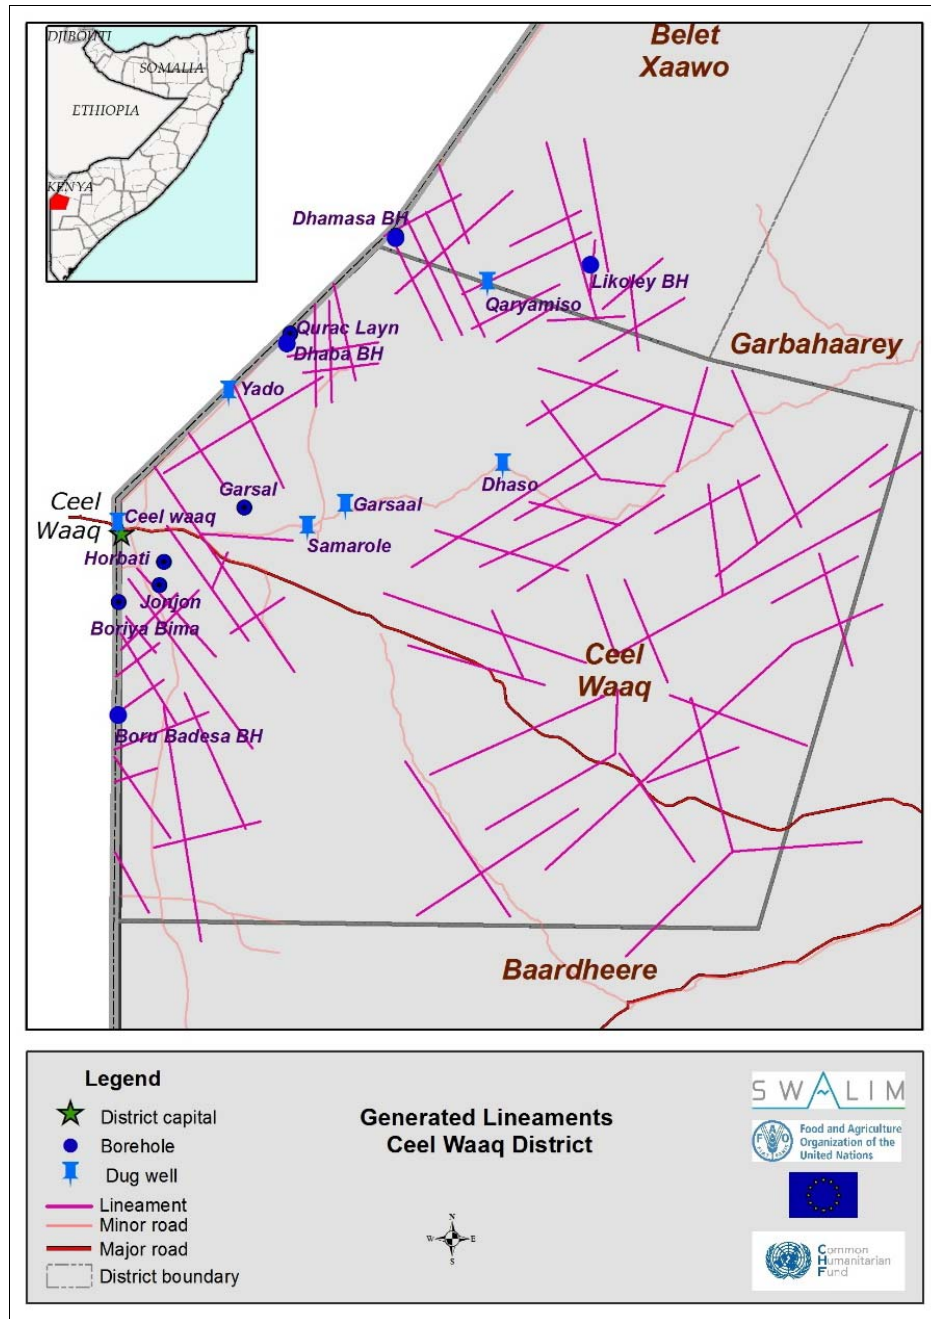 DJIBOUTI
SOMALIA
ETHIOPIA
KENYA
Belet
Xaawo
Dhamasa BH
Likoley BH
Qaryamiso
Qurac Layn
Dhaba BH
Garbahaarey
Yado
Dhaso
Garsal
Garsaal
Ceel
Waaq
Ceel waaq
Samarole
Horbati
Jonjon
Boriya Bima
Ceel
Waaq
Boru Badesa BH
Baardheere
Legend
District capital
Borehole
Dug well
Lineament
Minor road
Major road
District boundary
Generated Lineaments
Ceel Waaq District
N
W E
S
SWALIM
FAO
FIAT PANIS
Food and Agriculture
Organization of the
United Nations
Common
Humanitarian
Fund